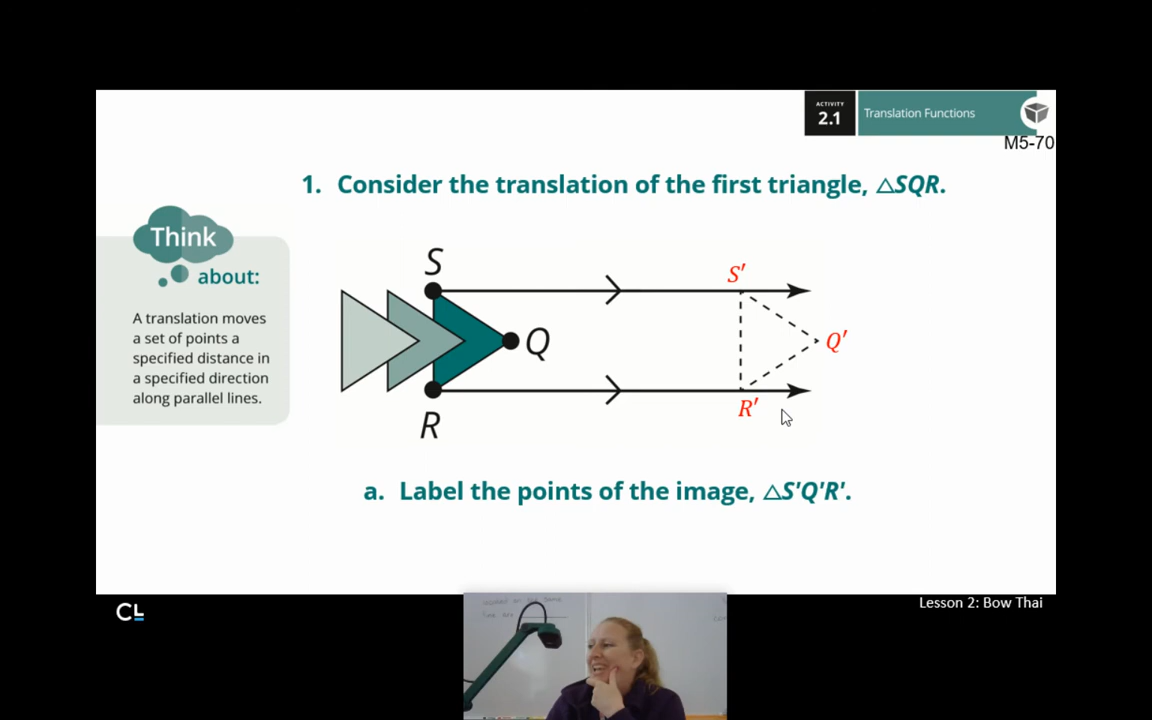 ACTIVITY
2.1
Translation Functions
M5-70
1. Consider the translation of the first triangle, △SQR.
Think
about:
A translation moves
a set of points a
specified distance in
a specified direction
along parallel lines.
S
S′
Q
Q′
R
R′
a. Label the points of the image, △S'Q'R'.
CL
Lesson 2: Bow Thai